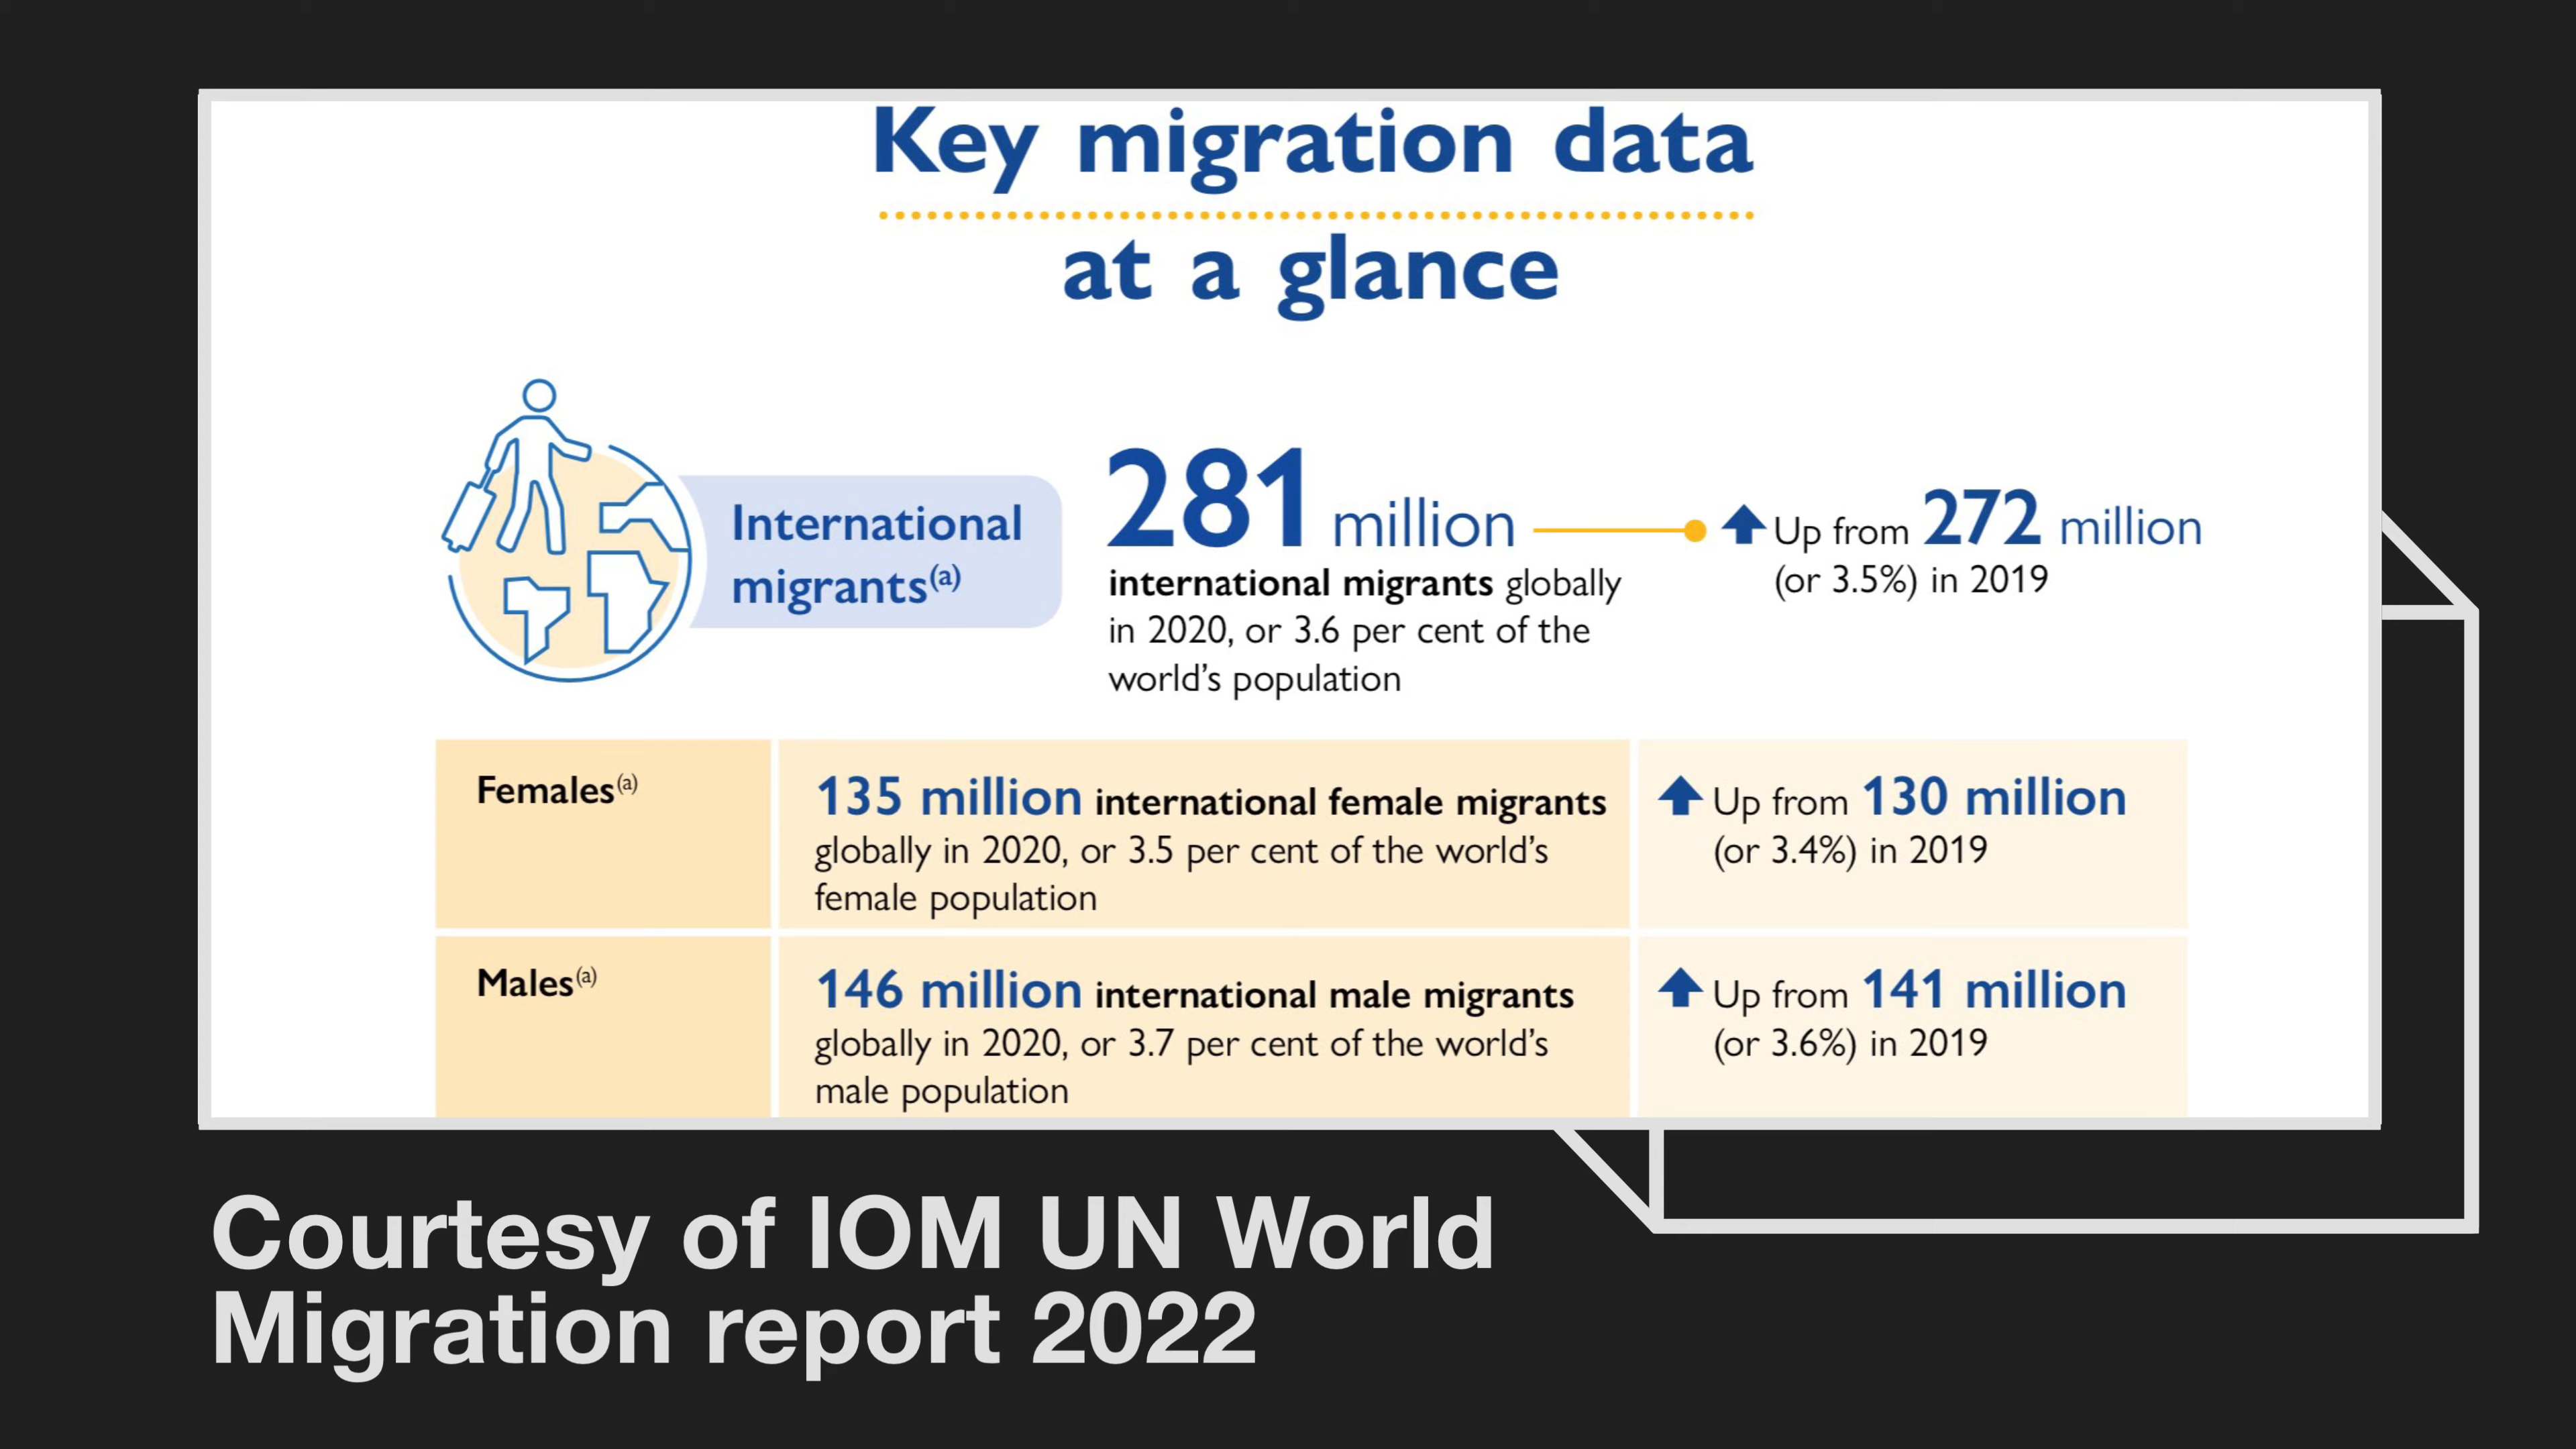 Key migration data
at a glance
International
migrants(a)
281 million
international migrants globally
in 2020, or 3.6 per cent of the
world's population
Up from 272 million
(or 3.5%) in 2019
Females(a)
135 million international female migrants
globally in 2020, or 3.5 per cent of the world's
female population
Up from 130 million
(or 3.4%) in 2019
Males(a)
146 million international male migrants
globally in 2020, or 3.7 per cent of the world's
male population
Up from 141 million
(or 3.6%) in 2019
Courtesy of IOM UN World
Migration report 2022